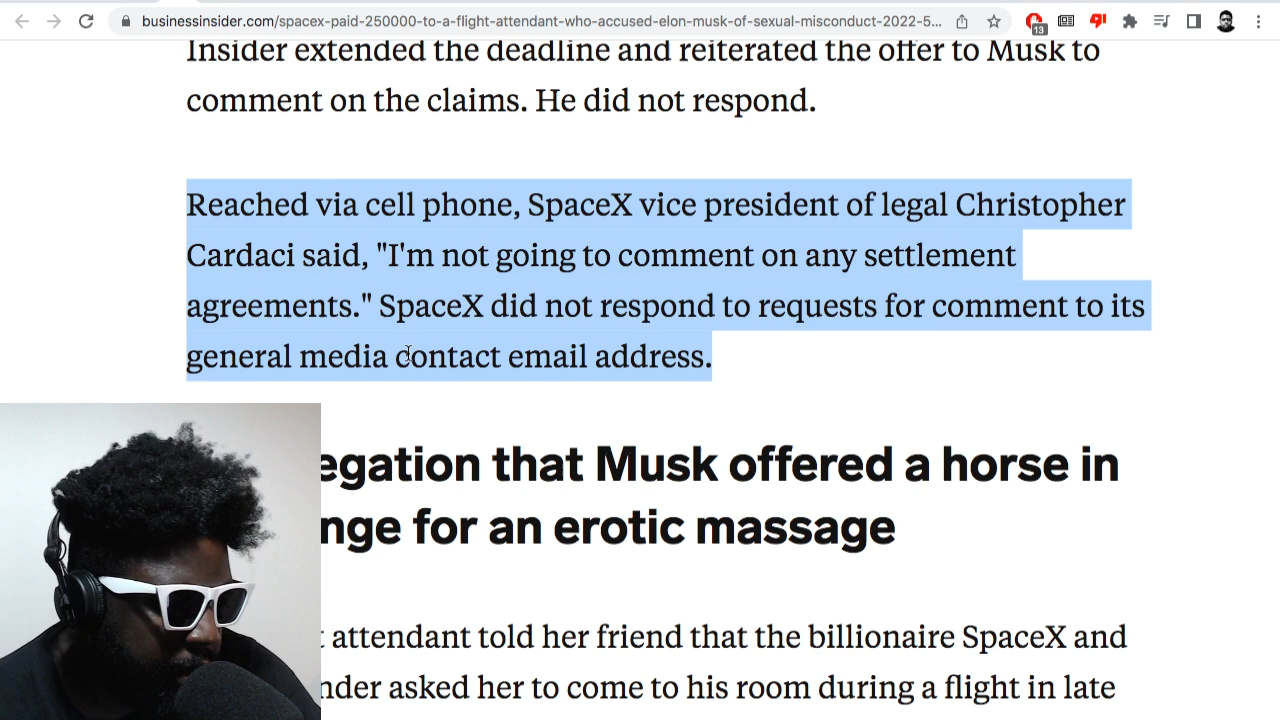 businessinsider.com/spacex-paid-250000-to-a-flight-attendant-who-accused-elon-musk-of-sexual-misconduct-2022-5...
13
Insider extended the deadline and reiterated the offer to Musk to
comment on the claims. He did not respond.
Reached via cell phone, SpaceX vice president of legal Christopher
Cardaci said, "I'm not going to comment on any settlement
agreements." SpaceX did not respond to requests for comment to its
general media contact email address.
egation that Musk offered a horse in
nge for an erotic massage
t attendant told her friend that the billionaire SpaceX and
nder asked her to come to his room during a flight in late